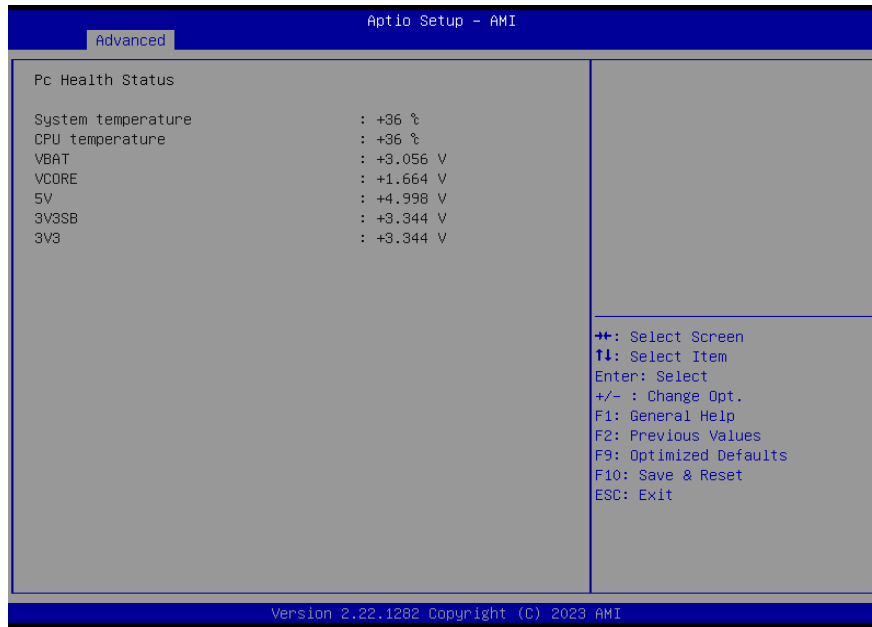 Aptio Setup - AMI
Advanced
Pc Health Status
System temperature : +36 ℃
CPU temperature : +36 ℃
VBAT : +3.056 V
VCORE : +1.664 V
5V : +4.998 V
3V3SB : +3.344 V
3V3 : +3.344 V
→←: Select Screen
↑↓: Select Item
Enter: Select
+/- : Change Opt.
F1: General Help
F2: Previous Values
F9: Optimized Defaults
F10: Save & Reset
ESC: Exit
Version 2.22.1282 Copyright (C) 2023 AMI